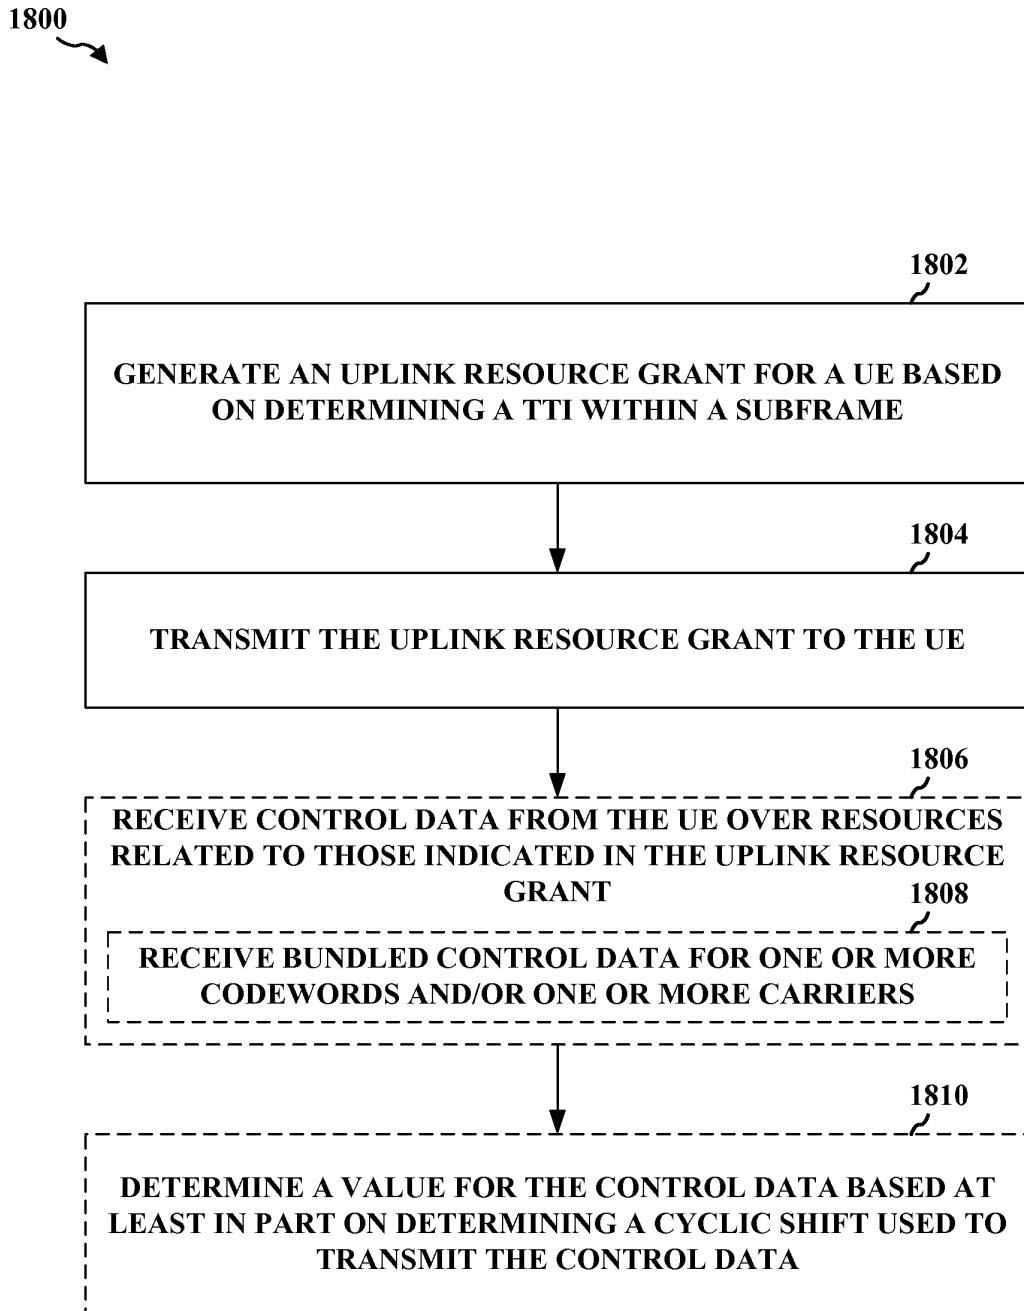 1800
1802
GENERATE AN UPLINK RESOURCE GRANT FOR A UE BASED
ON DETERMINING A TTI WITHIN A SUBFRAME
1804
TRANSMIT THE UPLINK RESOURCE GRANT TO THE UE
1806
RECEIVE CONTROL DATA FROM THE UE OVER RESOURCES
RELATED TO THOSE INDICATED IN THE UPLINK RESOURCE
GRANT
1808
RECEIVE BUNDLED CONTROL DATA FOR ONE OR MORE
CODEWORDS AND/OR ONE OR MORE CARRIERS
1810
DETERMINE A VALUE FOR THE CONTROL DATA BASED AT
LEAST IN PART ON DETERMINING A CYCLIC SHIFT USED TO
TRANSMIT THE CONTROL DATA